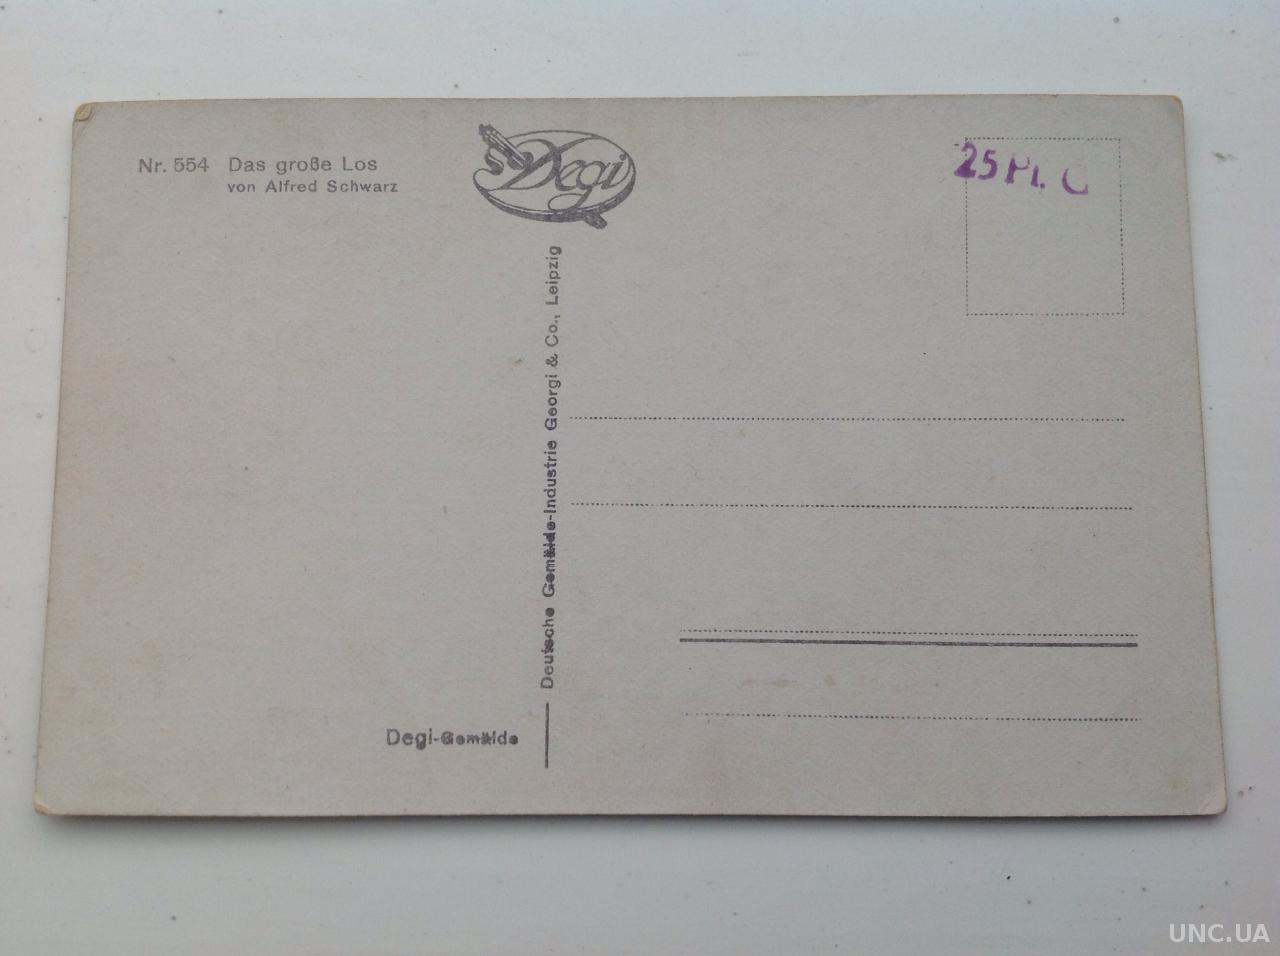 Nr. 554 Das große Los
von Alfred Schwarz
Degi
25 Pf.
Deutsche Gemälde-Industrie Georgi & Co., Leipzig
Degi-Gemälde
UNC.UA